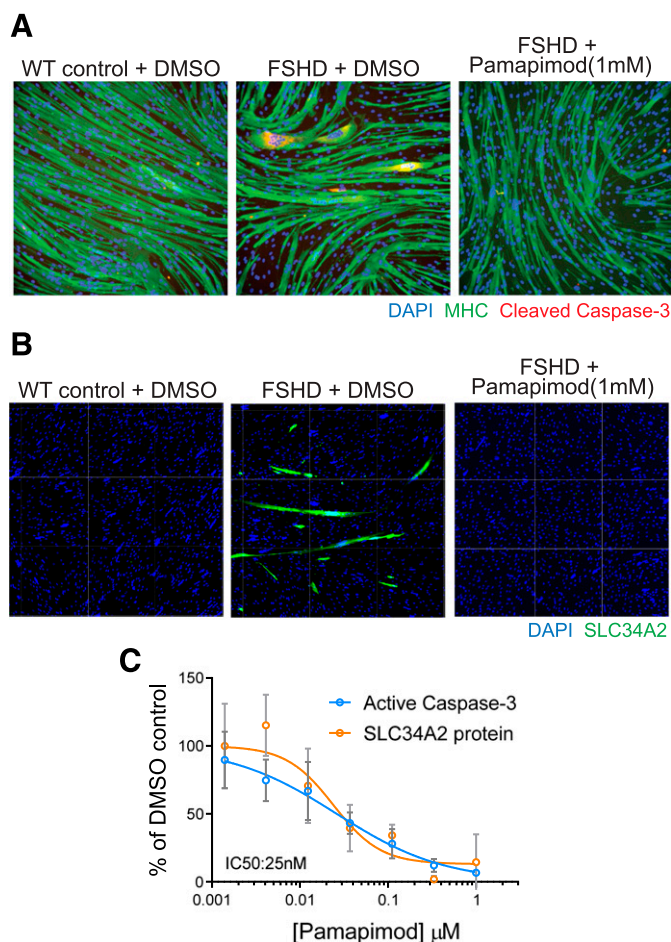 A
WT control + DMSO
FSHD + DMSO
FSHD +
Pamapimod(1mM)
DAPI MHC Cleaved Caspase-3
B
WT control + DMSO
FSHD + DMSO
FSHD +
Pamapimod(1mM)
DAPI SLC34A2
C
150
100
50
0
% of DMSO control
Active Caspase-3
SLC34A2 protein
IC50:25nM
0.001
0.01
0.1
1
[Pamapimod] μM